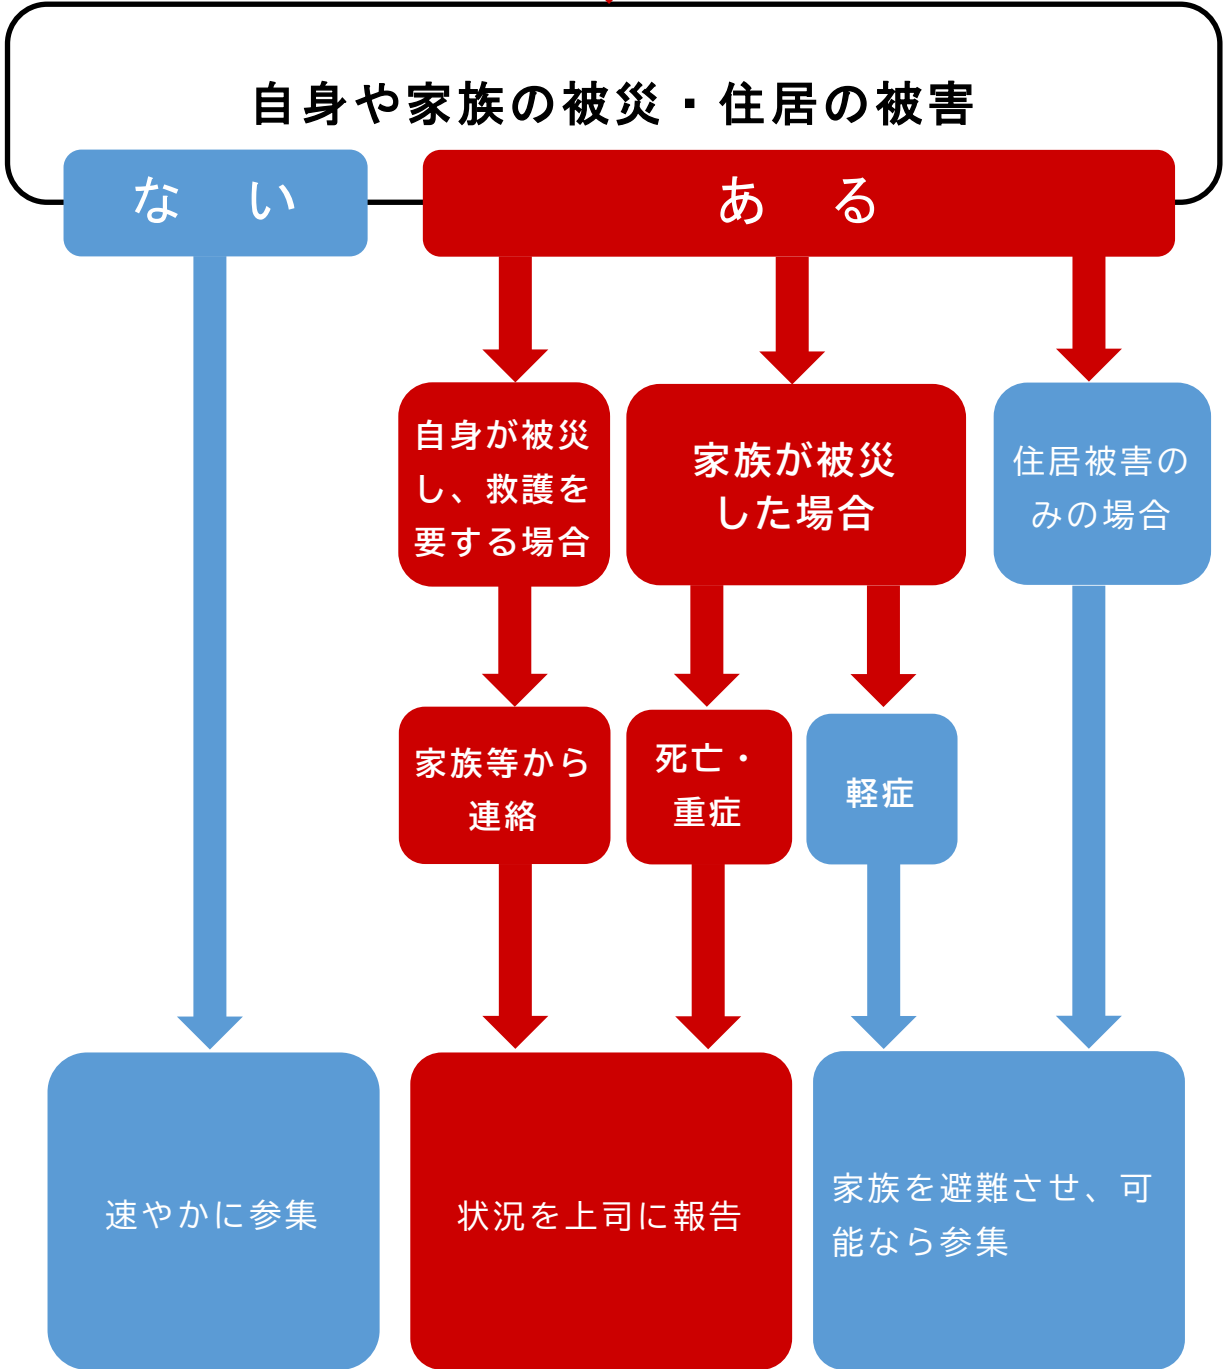 自身や家族の被災・住居の被害
ない
ある
自身が被災
し、救護を
要する場合
家族が被災
した場合
住居被害の
みの場合
家族等から
連絡
死亡・
重症
軽症
速やかに参集
状況を上司に報告
家族を避難させ、可
能なら参集